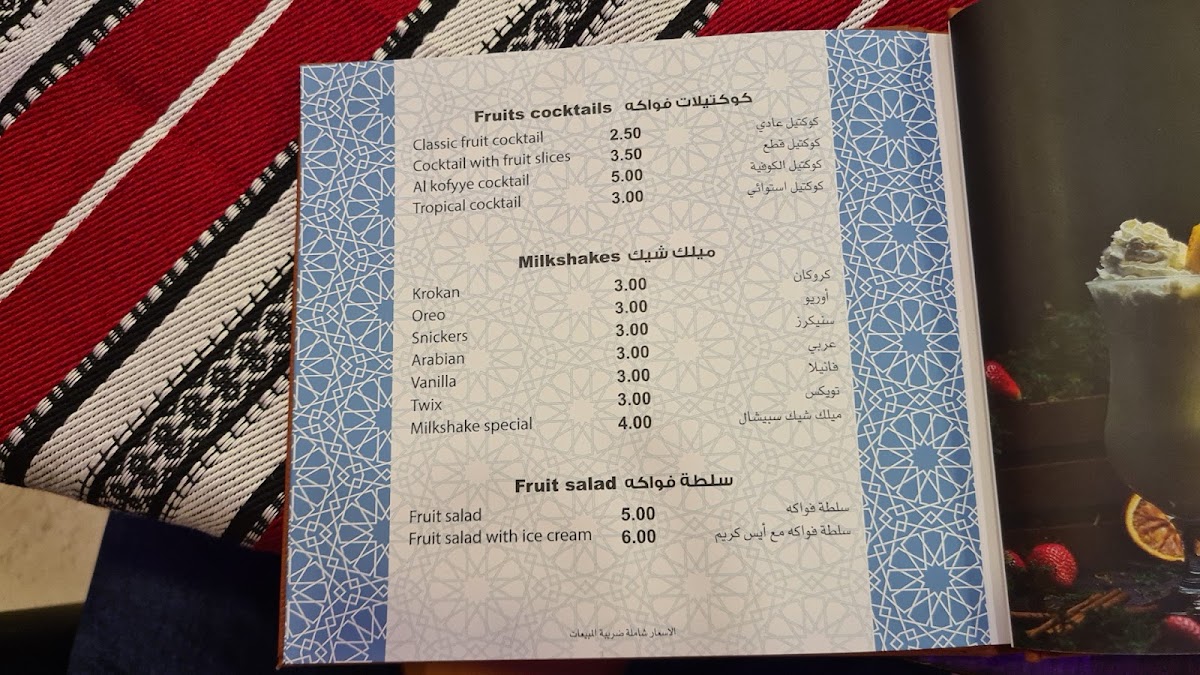 Fruits cocktails كوكتيلات فواكه
Classic fruit cocktail 2.50 كوكتيل عادي
Cocktail with fruit slices 3.50 كوكتيل قطع
Al kofyye cocktail 5.00 كوكتيل الكوفية
Tropical cocktail 3.00 كوكتيل استوائي
Milkshakes ميلك شيك
Krokan 3.00 كروكان
Oreo 3.00 أوريو
Snickers 3.00 سنيكرز
Arabian 3.00 عربي
Vanilla 3.00 فانيلا
Twix 3.00 تويكس
Milkshake special 4.00 ميلك شيك سبيشال
Fruit salad سلطة فواكه
Fruit salad 5.00 سلطة فواكه
Fruit salad with ice cream 6.00 سلطة فواكه مع أيس كريم
الاسعار شاملة ضريبة المبيعات